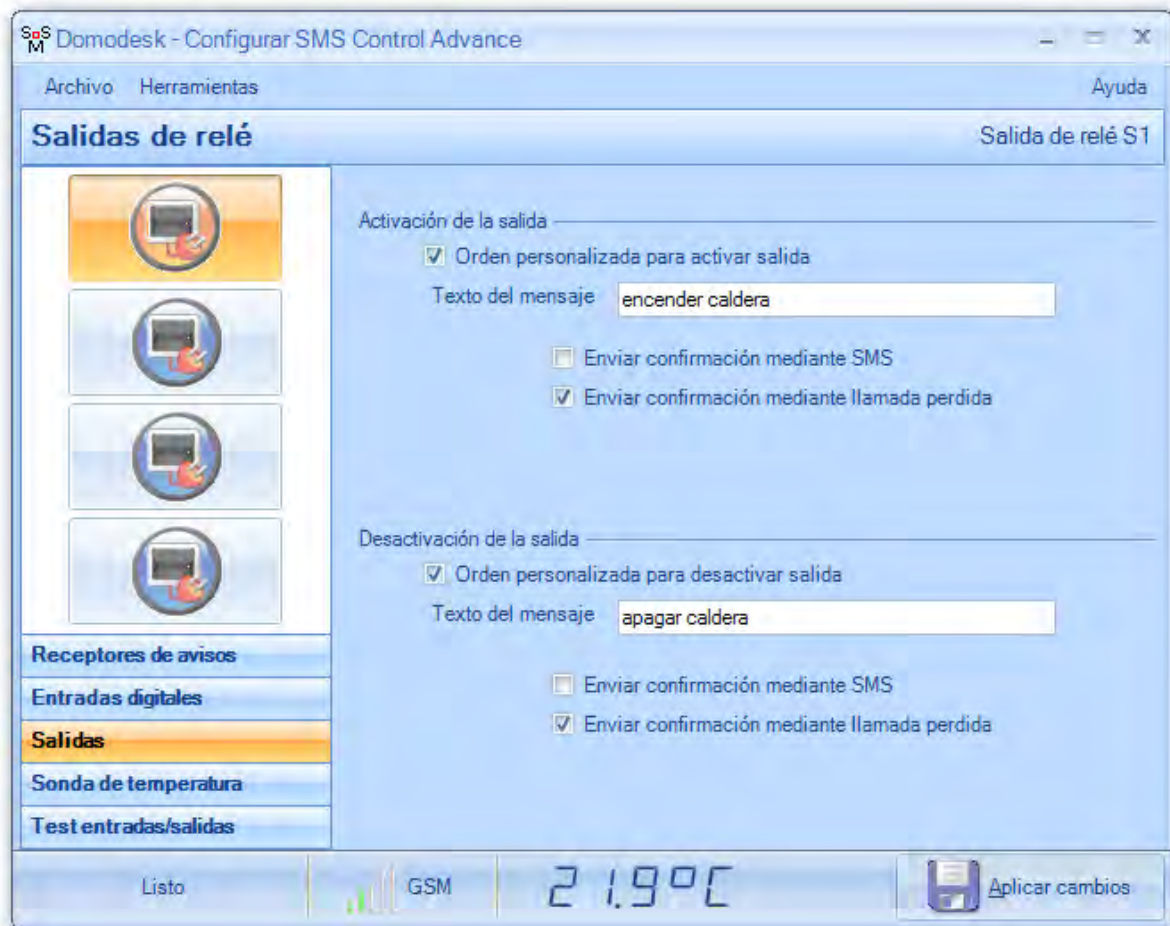 SoS M Domodesk - Configurar SMS Control Advance
Archivo Herramientas Ayuda
Salidas de relé Salida de relé S1
Activación de la salida
Orden personalizada para activar salida
Texto del mensaje encender caldera
Enviar confirmación mediante SMS
Enviar confirmación mediante llamada perdida
Desactivación de la salida
Orden personalizada para desactivar salida
Texto del mensaje apagar caldera
Enviar confirmación mediante SMS
Enviar confirmación mediante llamada perdida
Receptores de avisos
Entradas digitales
Salidas
Sonda de temperatura
Test entradas/salidas
Listo GSM 21.9ºC Aplicar cambios